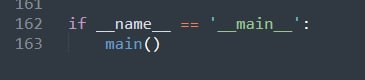 161
162 if __name__ == '__main__':
163     main()